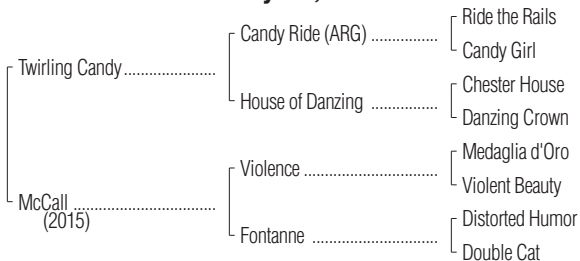 Ride the Rails
Candy Ride (ARG) ................
Candy Girl
Twirling Candy......................
Chester House
House of Danzing ................
Danzing Crown
Medaglia d'Oro
Violence ................................
Violent Beauty
McCall ..................................
(2015)
Distorted Humor
Fontanne ..............................
Double Cat